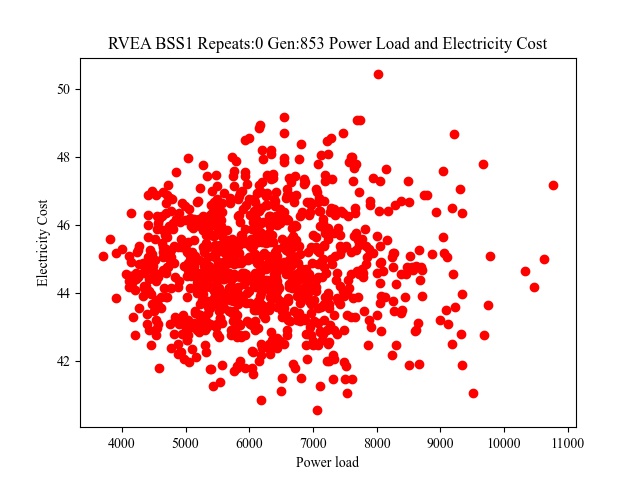 RVEA BSS1 Repeats:0 Gen:853 Power Load and Electricity Cost
50
48
46
44
42
Electricity Cost
4000 5000 6000 7000 8000 9000 10000 11000
Power load